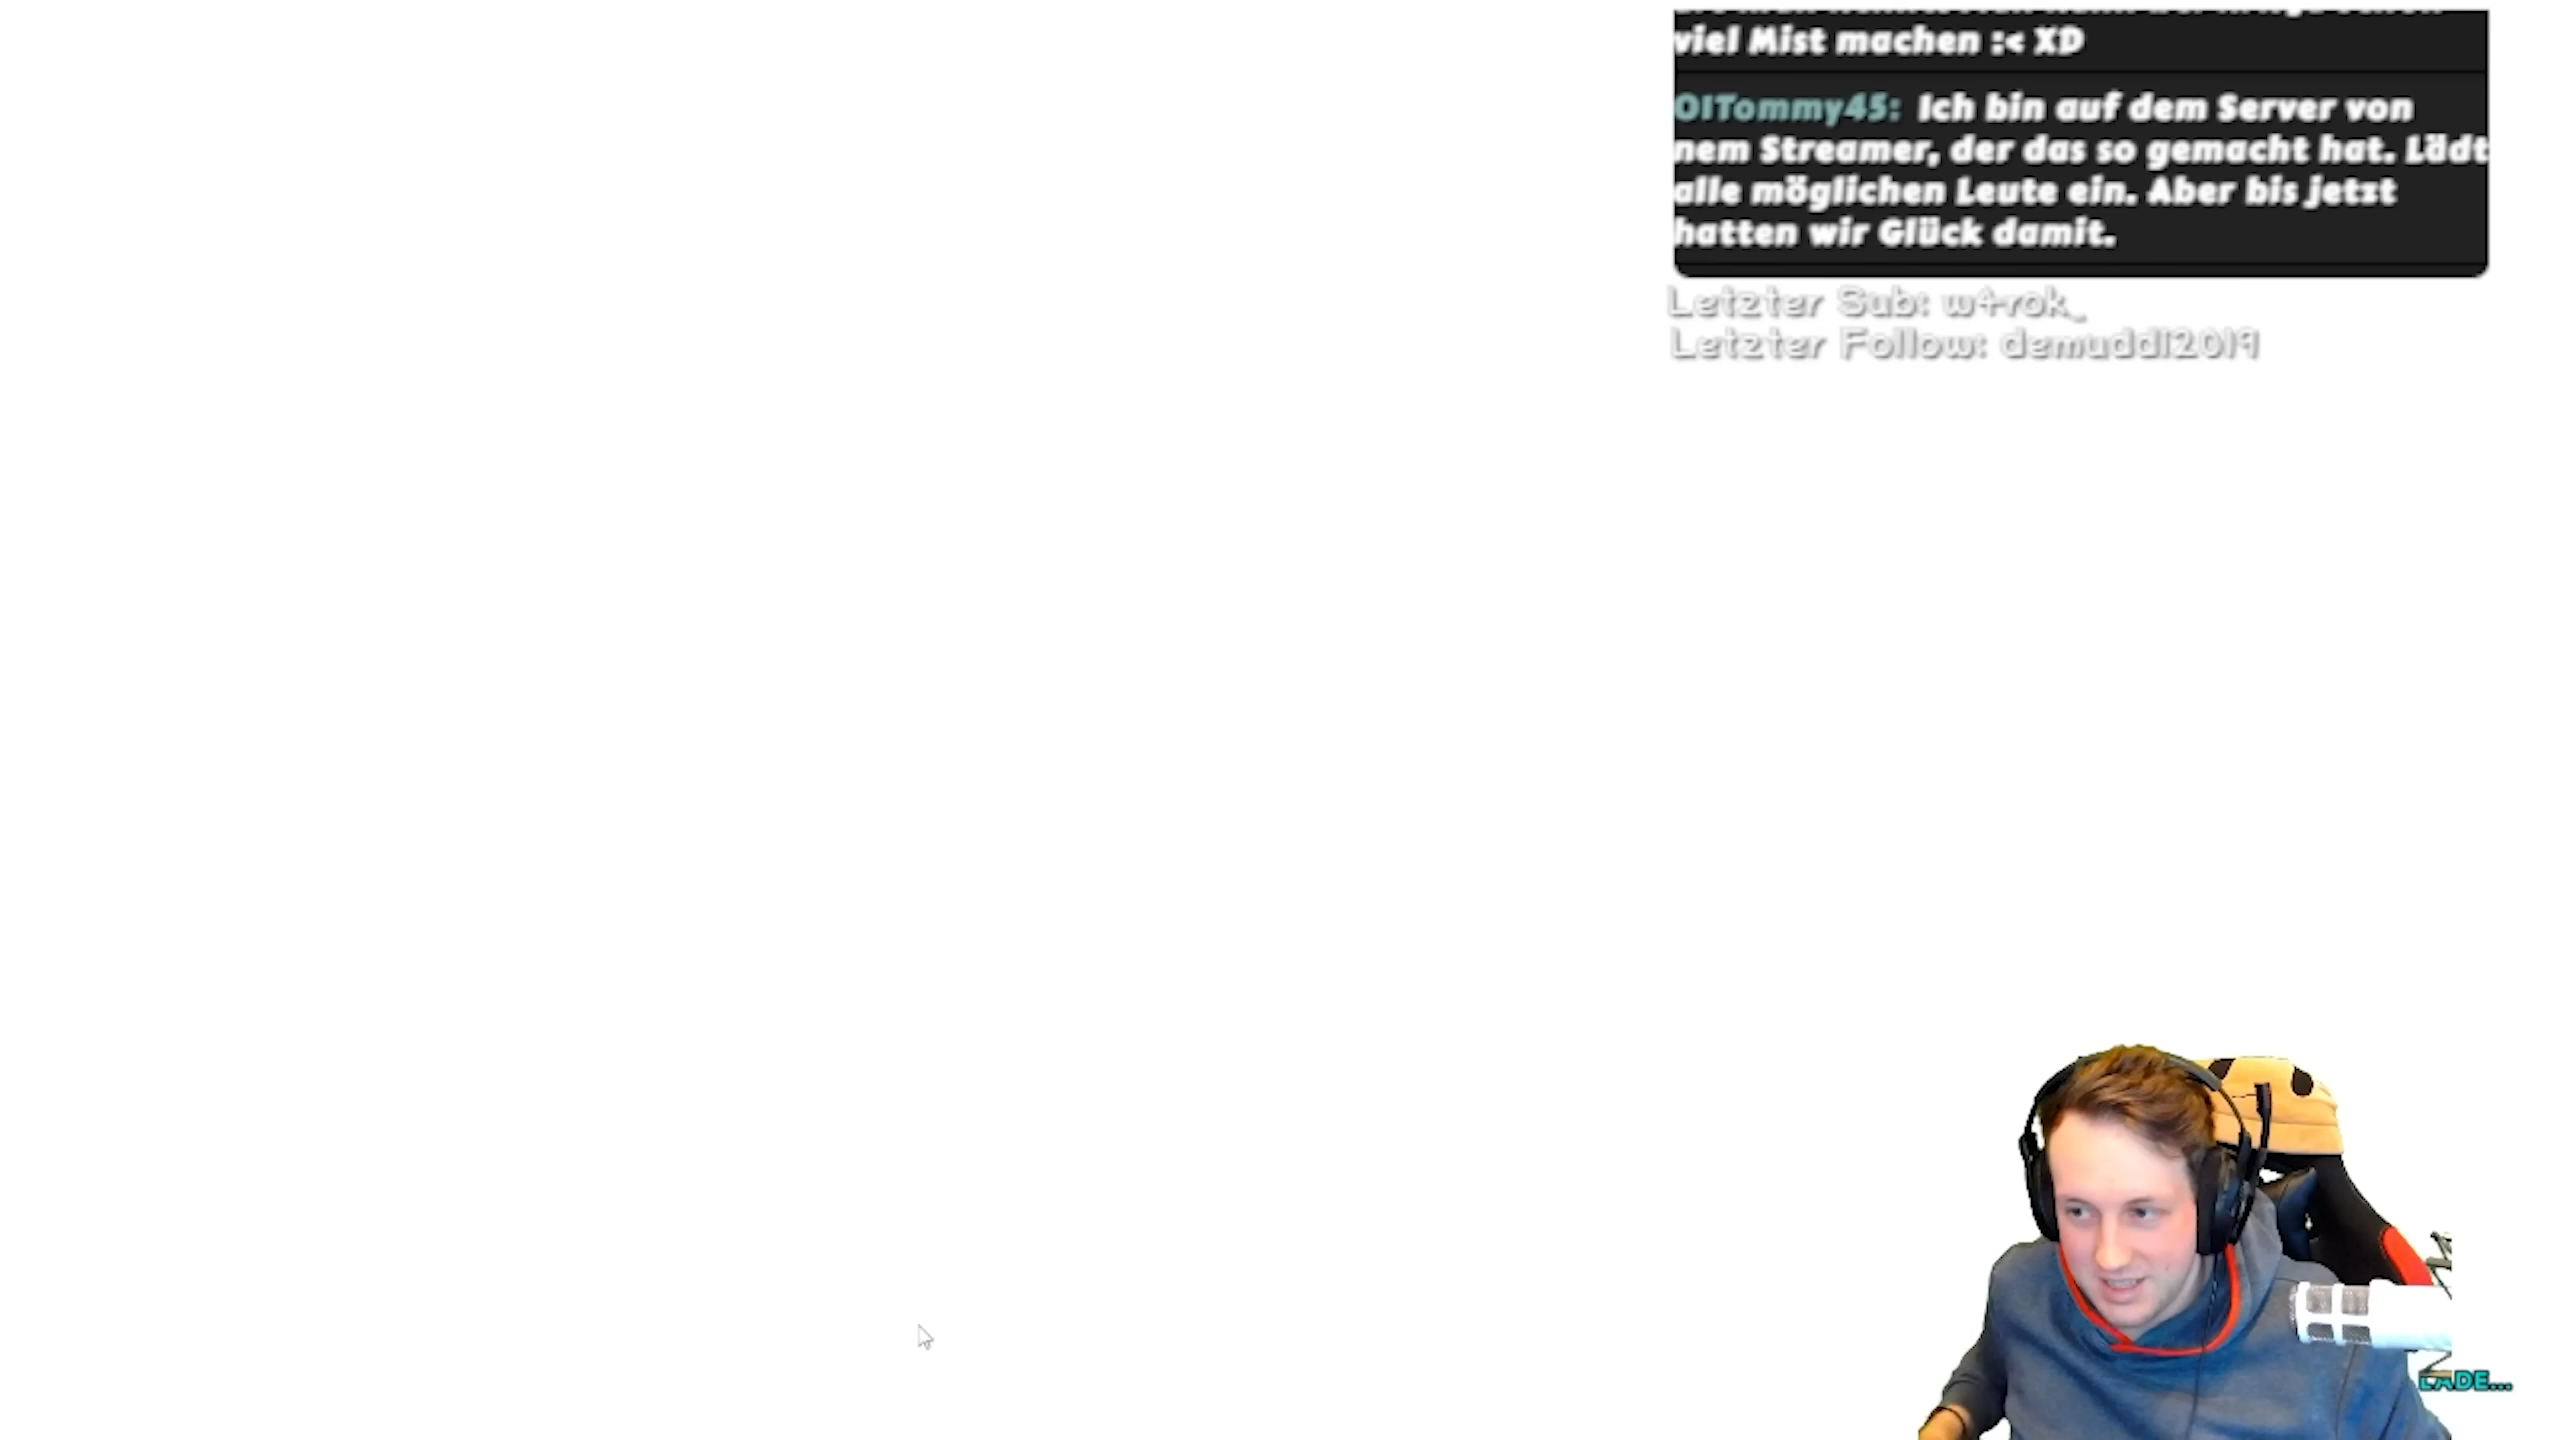 viel Mist machen :< XD
OlTommy45: Ich bin auf dem Server von
nem Streamer, der das so gemacht hat. Lädt
alle möglichen Leute ein. Aber bis jetzt
hatten wir Glück damit.
Letzter Sub: w4rok_
Letzter Follow: demuddl2019
LADE...